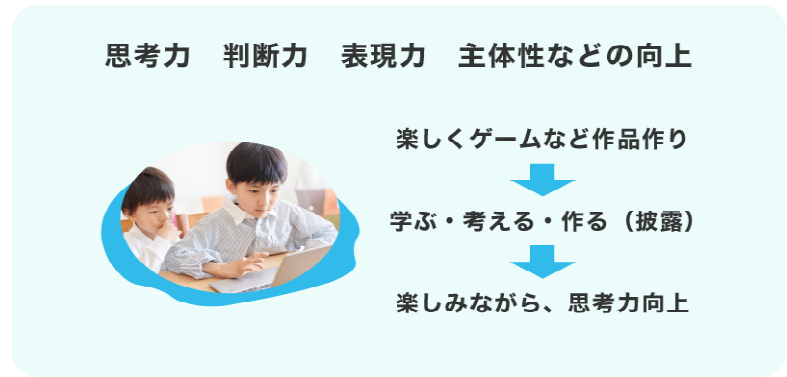 思考力　判断力　表現力　主体性などの向上
楽しくゲームなど作品作り
学ぶ・考える・作る（披露）
楽しみながら、思考力向上